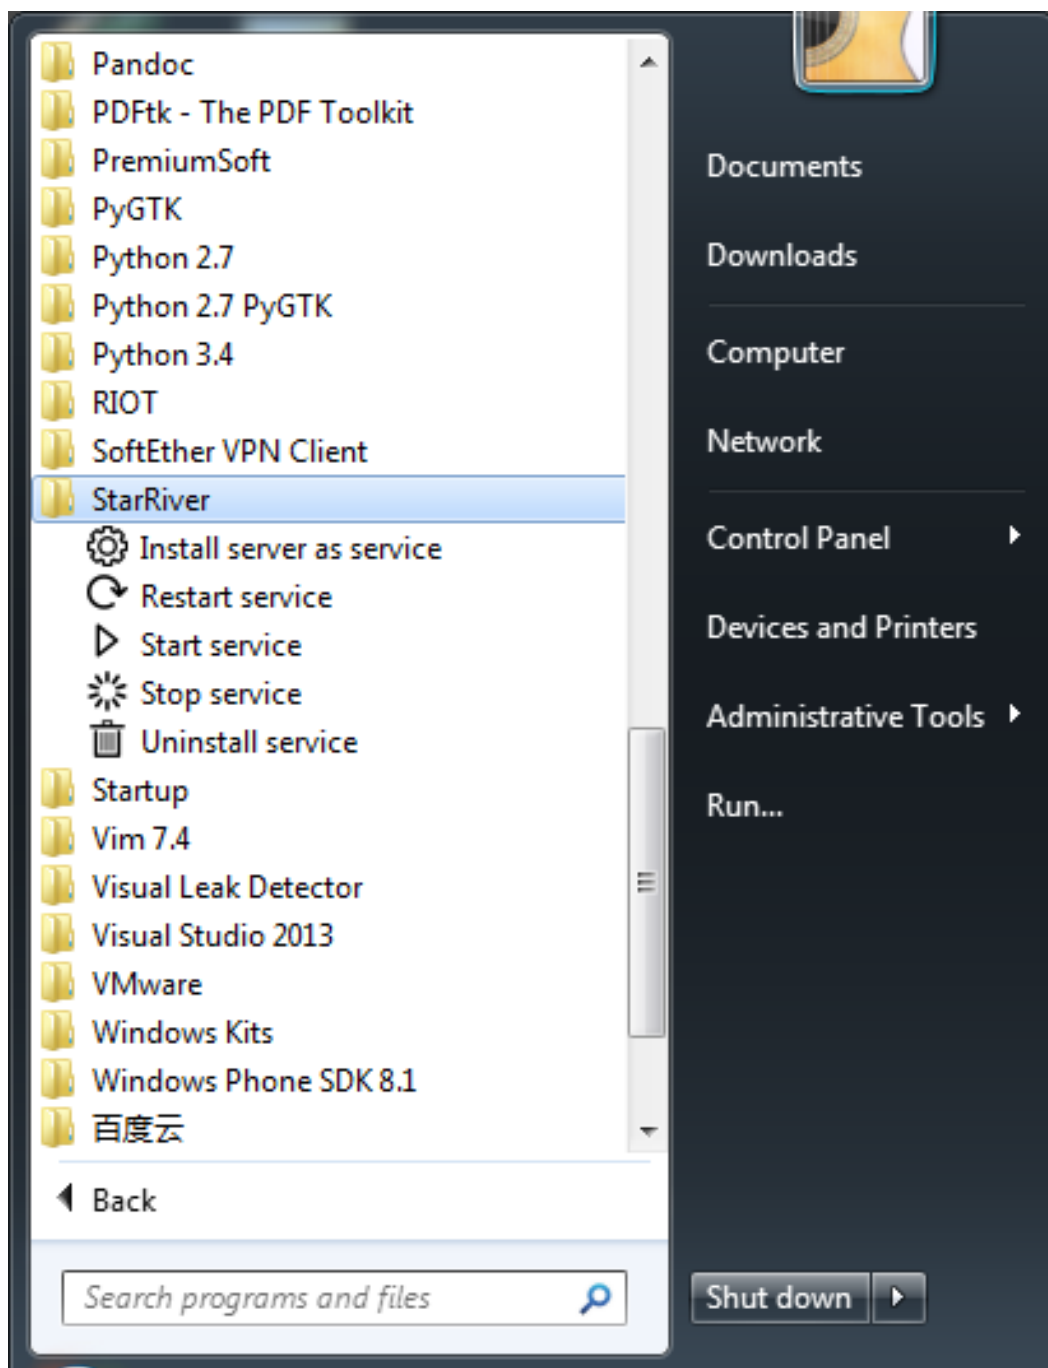 Pandoc
PDFtk - The PDF Toolkit
PremiumSoft
PyGTK
Python 2.7
Python 2.7 PyGTK
Python 3.4
RIOT
SoftEther VPN Client
StarRiver
Install server as service
Restart service
Start service
Stop service
Uninstall service
Startup
Vim 7.4
Visual Leak Detector
Visual Studio 2013
VMware
Windows Kits
Windows Phone SDK 8.1
百度云
Back
Search programs and files
Documents
Downloads
Computer
Network
Control Panel
Devices and Printers
Administrative Tools
Run...
Shut down